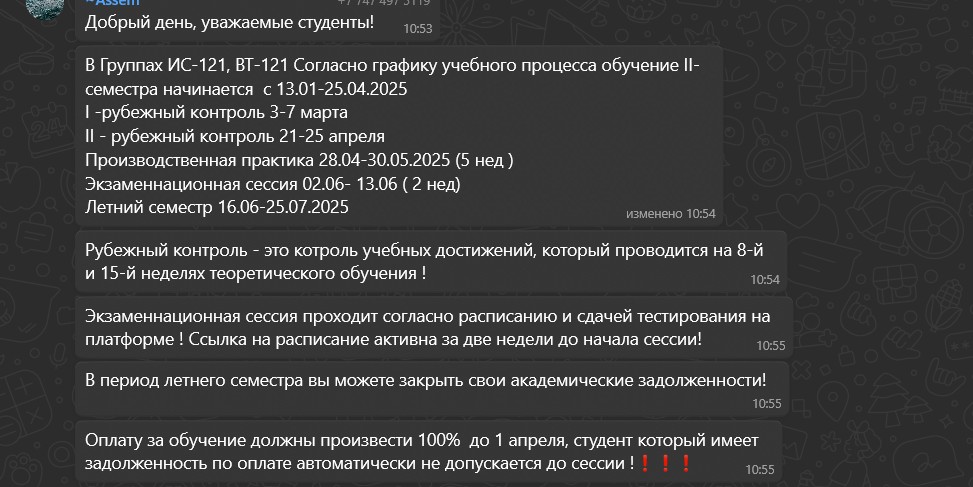 ~Assem +7 747 497 3119
Добрый день, уважаемые студенты!
10:53
В Группах ИС-121, ВТ-121 Согласно графику учебного процесса обучение II-
семестра начинается с 13.01-25.04.2025
I -рубежный контроль 3-7 марта
II - рубежный контроль 21-25 апреля
Производственная практика 28.04-30.05.2025 (5 нед )
Экзаменнационная сессия 02.06- 13.06 ( 2 нед)
Летний семестр 16.06-25.07.2025
изменено 10:54
Рубежный контроль - это котроль учебных достижений, который проводится на 8-й
и 15-й неделях теоретического обучения !
10:54
Экзаменнационная сессия проходит согласно расписанию и сдачей тестирования на
платформе ! Ссылка на расписание активна за две недели до начала сессии!
10:55
В период летнего семестра вы можете закрыть свои академические задолженности!
10:55
Оплату за обучение должны произвести 100% до 1 апреля, студент который имеет
задолженность по оплате автоматически не допускается до сессии !❗❗❗
10:55